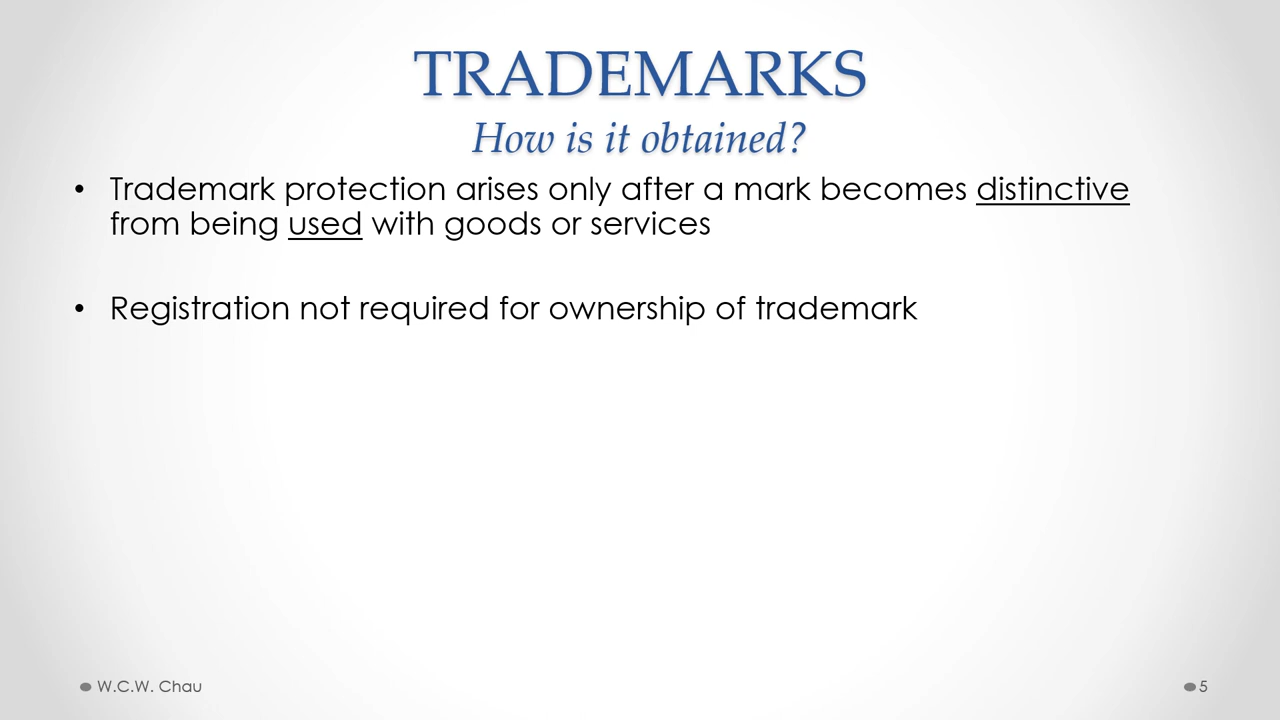 TRADEMARKS
How is it obtained?
• Trademark protection arises only after a mark becomes distinctive
from being used with goods or services
• Registration not required for ownership of trademark
W.C.W. Chau
5